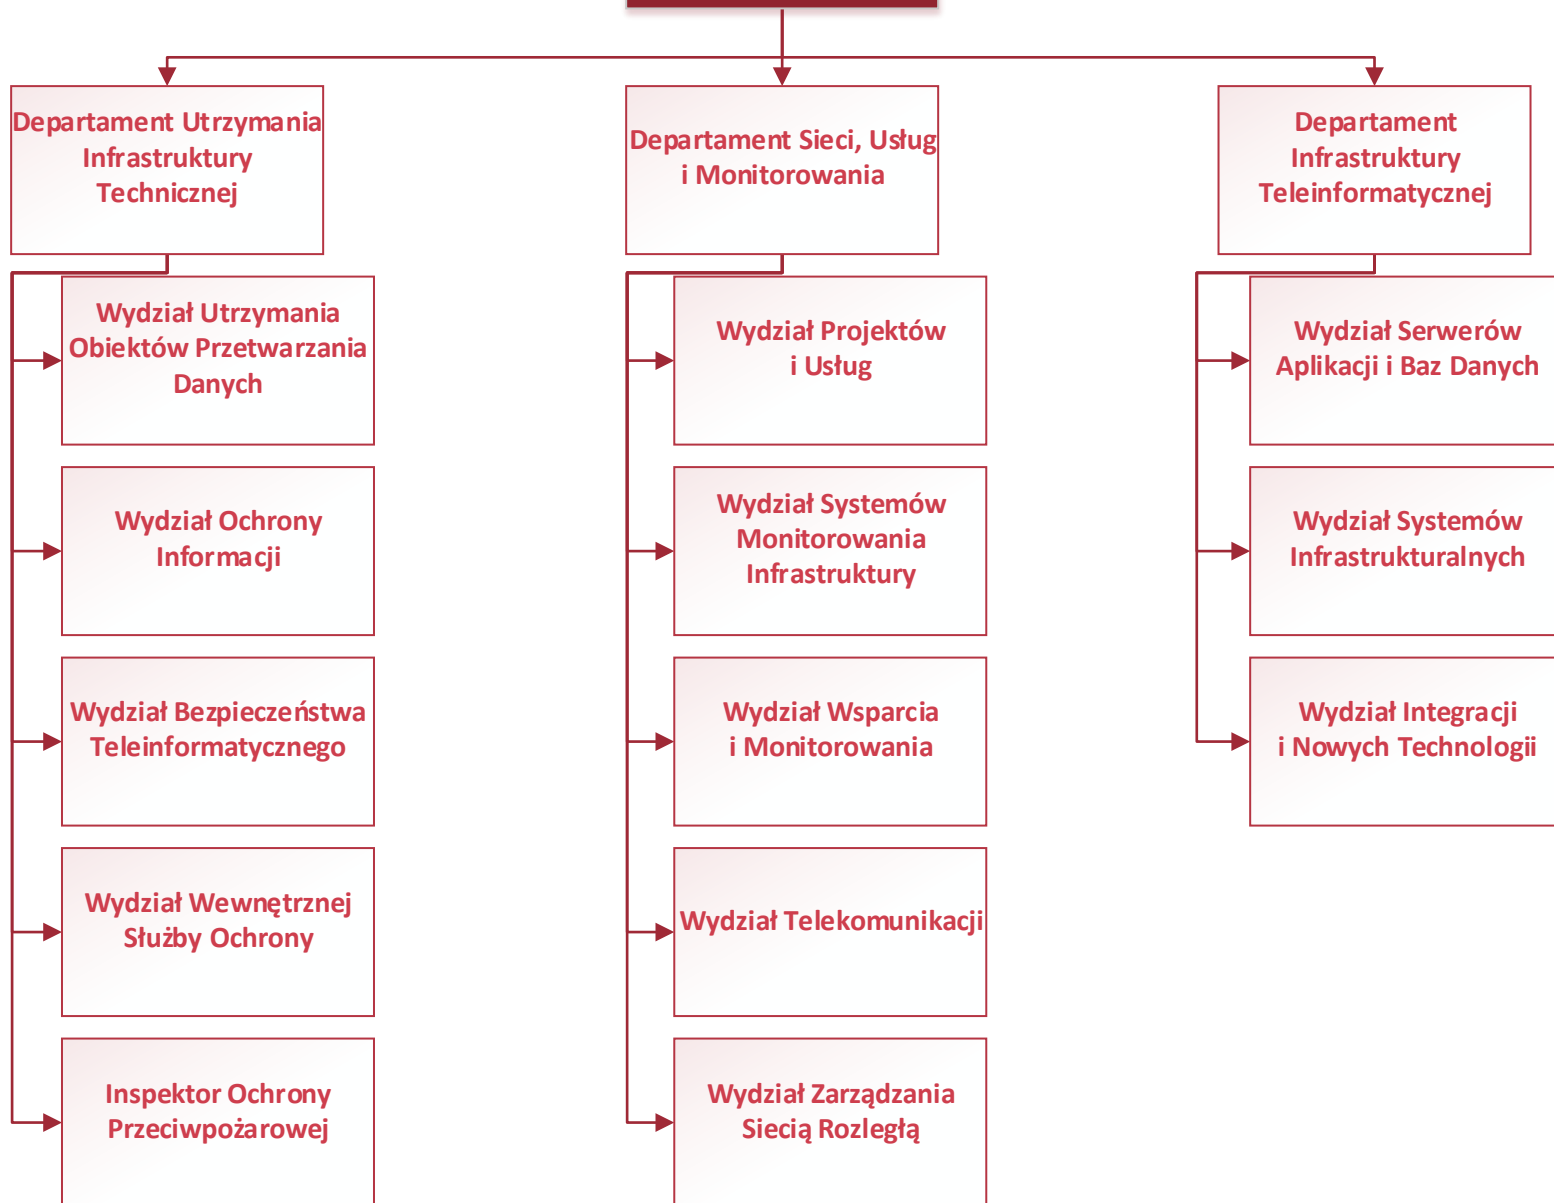 Departament Utrzymania
Infrastruktury
Technicznej
Departament Sieci, Usług
i Monitorowania
Departament
Infrastruktury
Teleinformatycznej
Wydział Utrzymania
Obiektów Przetwarzania
Danych
Wydział Projektów
i Usług
Wydział Serwerów
Aplikacji i Baz Danych
Wydział Ochrony
Informacji
Wydział Systemów
Monitorowania
Infrastruktury
Wydział Systemów
Infrastrukturalnych
Wydział Bezpieczeństwa
Teleinformatycznego
Wydział Wsparcia
i Monitorowania
Wydział Integracji
i Nowych Technologii
Wydział Wewnętrznej
Służby Ochrony
Wydział Telekomunikacji
Inspektor Ochrony
Przeciwpożarowej
Wydział Zarządzania
Siecią Rozległą